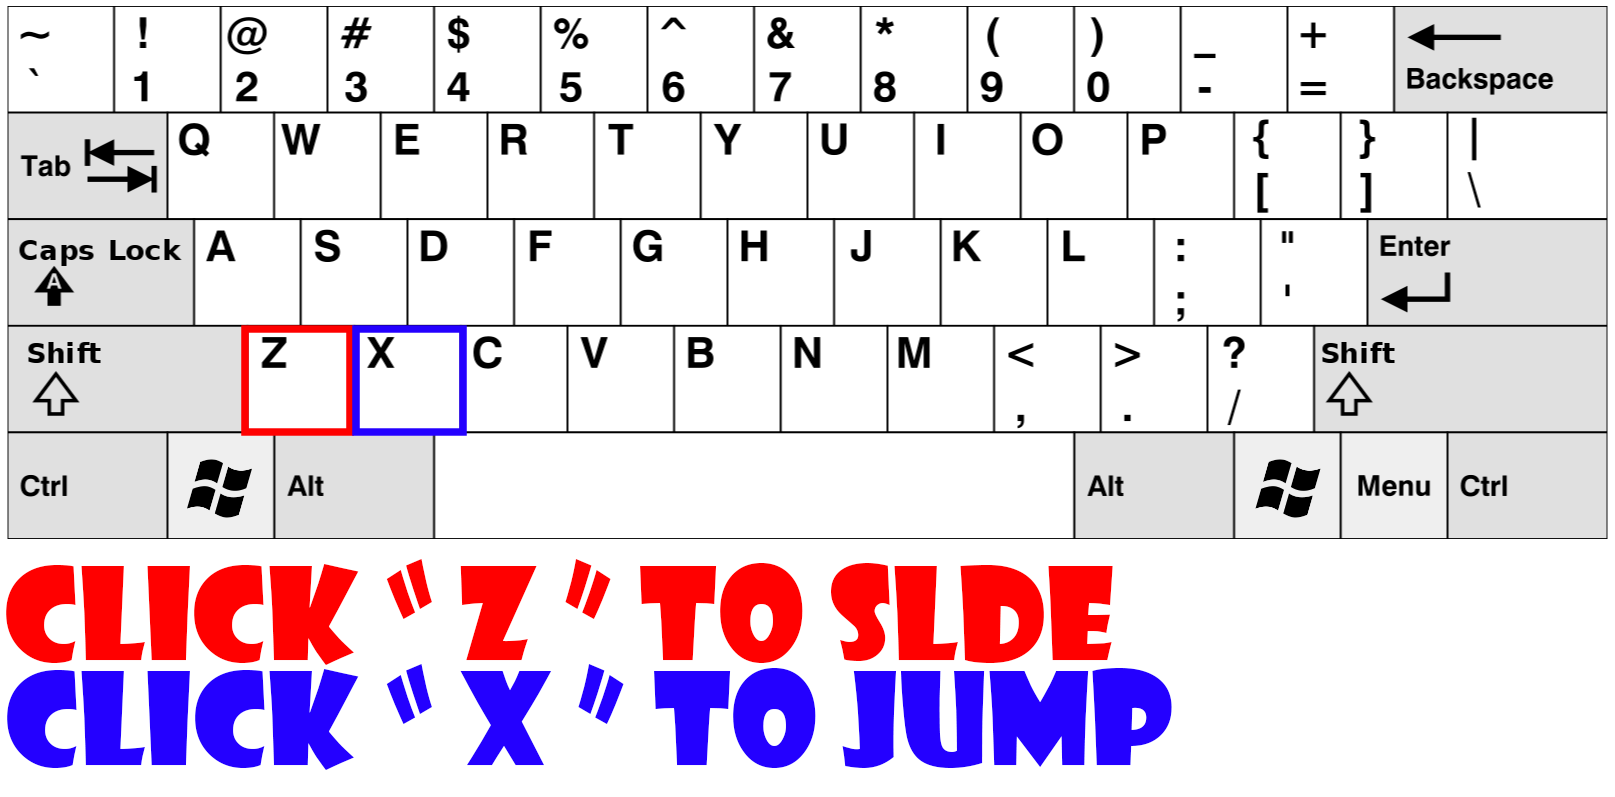 ~ ! @ # $ % ^ & * ( ) _ +
` 1 2 3 4 5 6 7 8 9 0 - = Backspace
Tab Q W E R T Y U I O P { } |
[ ] \
Caps Lock A S D F G H J K L : " Enter
A ; '
Shift Z X C V B N M < > ? Shift
, . /
Ctrl Alt Alt Menu Ctrl
CLICK " Z " TO SLDE
CLICK " X " TO JUMP